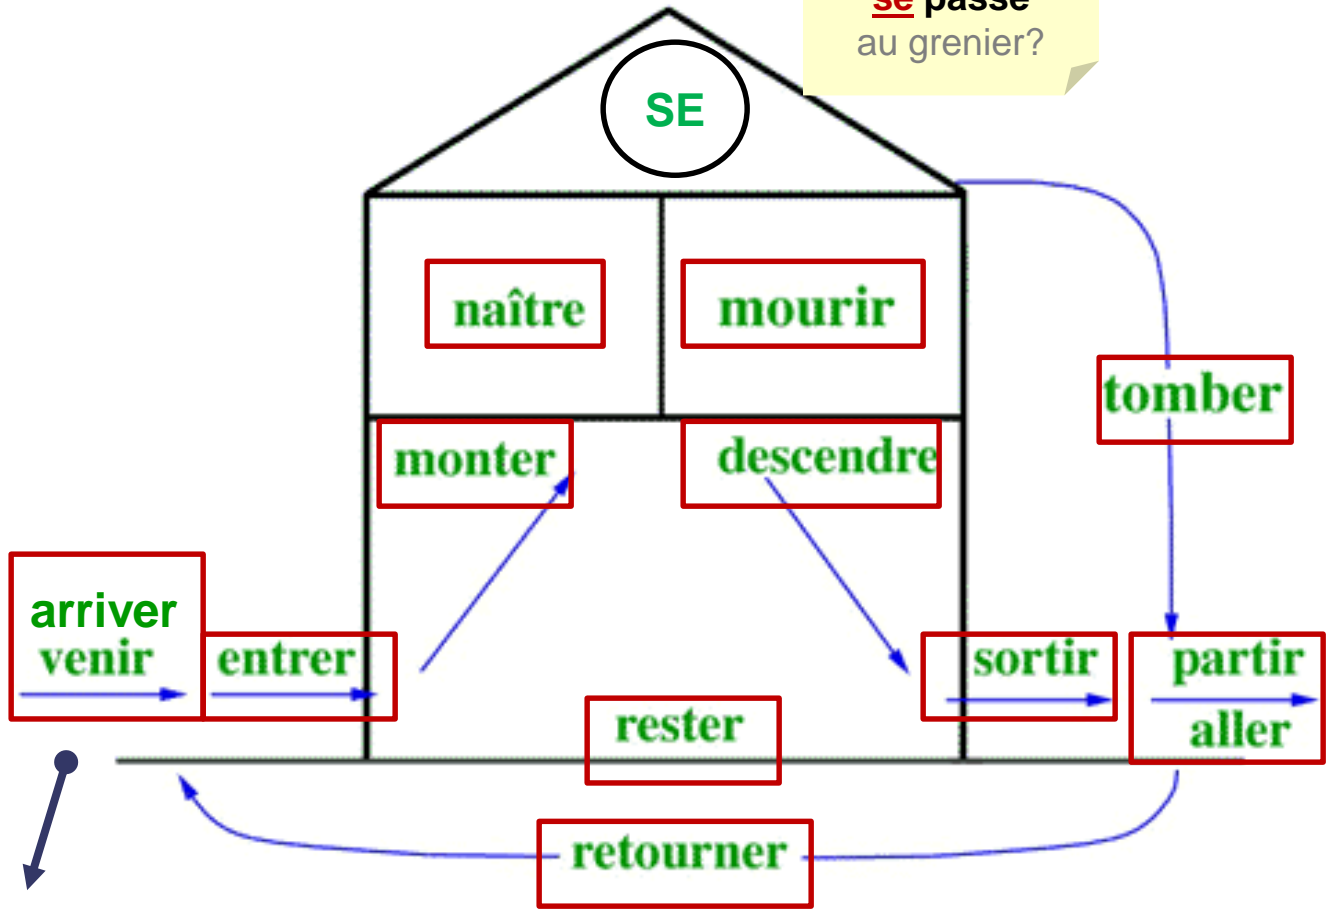 se passe
au grenier?
SE
naître
mourir
tomber
monter
descendre
arriver
venir
entrer
sortir
partir
aller
rester
retourner